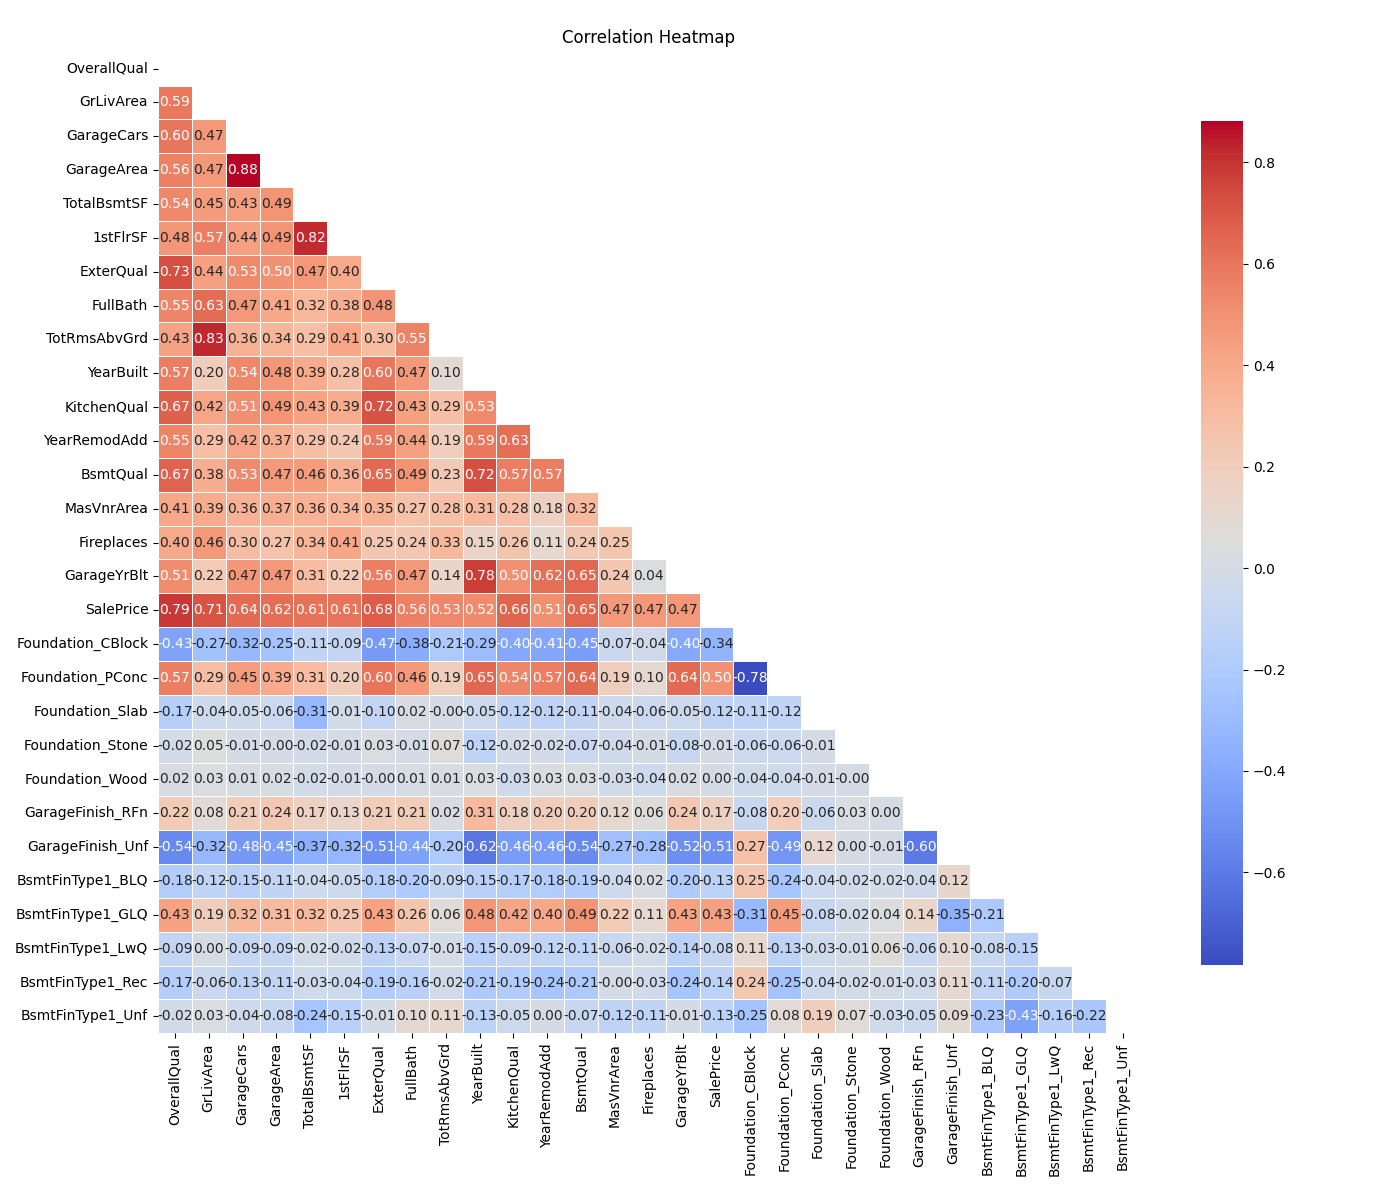 Correlation Heatmap
OverallQual
GrLivArea 0.59
GarageCars 0.60 0.47
GarageArea 0.56 0.47 0.88
TotalBsmtSF 0.54 0.45 0.43 0.49
1stFlrSF 0.48 0.57 0.44 0.49 0.82
ExterQual 0.73 0.44 0.53 0.50 0.47 0.40
FullBath 0.55 0.63 0.47 0.41 0.32 0.38 0.48
TotRmsAbvGrd 0.43 0.83 0.36 0.34 0.29 0.41 0.30 0.55
YearBuilt 0.57 0.20 0.54 0.48 0.39 0.28 0.60 0.47 0.10
KitchenQual 0.67 0.42 0.51 0.49 0.43 0.39 0.72 0.43 0.29 0.53
YearRemodAdd 0.55 0.29 0.42 0.37 0.29 0.24 0.59 0.44 0.19 0.59 0.63
BsmtQual 0.67 0.38 0.53 0.47 0.46 0.36 0.65 0.49 0.23 0.72 0.57 0.57
MasVnrArea 0.41 0.39 0.36 0.37 0.36 0.34 0.35 0.27 0.28 0.31 0.28 0.18 0.32
Fireplaces 0.40 0.46 0.30 0.27 0.34 0.41 0.25 0.24 0.33 0.15 0.26 0.11 0.24 0.25
GarageYrBlt 0.51 0.22 0.47 0.47 0.31 0.22 0.56 0.47 0.14 0.78 0.50 0.62 0.65 0.24 0.04
SalePrice 0.79 0.71 0.64 0.62 0.61 0.61 0.68 0.56 0.53 0.52 0.66 0.51 0.65 0.47 0.47 0.47
Foundation_CBlock -0.43 -0.27 -0.32 -0.25 -0.11 -0.09 -0.47 -0.38 -0.21 -0.29 -0.40 -0.41 -0.45 -0.07 -0.04 -0.40 -0.34
Foundation_PConc 0.57 0.29 0.45 0.39 0.31 0.20 0.60 0.46 0.19 0.65 0.54 0.57 0.64 0.19 0.10 0.64 0.50 -0.78
Foundation_Slab -0.17 -0.04 -0.05 -0.06 -0.31 -0.01 -0.10 0.02 -0.00 -0.05 -0.12 -0.12 -0.11 -0.04 -0.06 -0.05 -0.12 -0.11 -0.12
Foundation_Stone -0.02 0.05 -0.01 -0.00 -0.02 -0.01 0.03 -0.01 0.07 -0.12 -0.02 -0.02 -0.07 -0.04 -0.01 -0.08 -0.01 -0.06 -0.06 -0.01
Foundation_Wood 0.02 0.03 0.01 0.02 -0.02 -0.01 -0.00 0.01 0.01 0.03 -0.03 0.03 0.03 -0.03 -0.04 0.02 0.00 -0.04 -0.04 -0.01 -0.00
GarageFinish_RFn 0.22 0.08 0.21 0.24 0.17 0.13 0.21 0.21 0.02 0.31 0.18 0.20 0.20 0.12 0.06 0.24 0.17 -0.08 0.20 -0.06 0.03 0.00
GarageFinish_Unf -0.54 -0.32 -0.48 -0.45 -0.37 -0.32 -0.51 -0.44 -0.20 -0.62 -0.46 -0.46 -0.54 -0.27 -0.28 -0.52 -0.51 0.27 -0.49 0.12 0.00 -0.01 -0.60
BsmtFinType1_BLQ -0.18 -0.12 -0.15 -0.11 -0.04 -0.05 -0.18 -0.20 -0.09 -0.15 -0.17 -0.18 -0.19 -0.04 0.02 -0.20 -0.13 0.25 -0.24 -0.04 -0.02 -0.02 -0.04 0.12
BsmtFinType1_GLQ 0.43 0.19 0.32 0.31 0.32 0.25 0.43 0.26 0.06 0.48 0.42 0.40 0.49 0.22 0.11 0.43 0.43 -0.31 0.45 -0.08 -0.02 0.04 0.14 -0.35 -0.21
BsmtFinType1_LwQ -0.09 0.00 -0.09 -0.09 -0.02 -0.02 -0.13 -0.07 -0.01 -0.15 -0.09 -0.12 -0.11 -0.06 -0.02 -0.14 -0.08 0.11 -0.13 -0.03 -0.01 0.06 -0.06 0.10 -0.08 -0.15
BsmtFinType1_Rec -0.17 -0.06 -0.13 -0.11 -0.03 -0.04 -0.19 -0.16 -0.02 -0.21 -0.19 -0.24 -0.21 -0.00 -0.03 -0.24 -0.14 0.24 -0.25 -0.04 -0.02 -0.01 -0.03 0.11 -0.11 -0.20 -0.07
BsmtFinType1_Unf -0.02 0.03 -0.04 -0.08 -0.24 -0.15 -0.01 0.10 0.11 -0.13 -0.05 0.00 -0.07 -0.12 -0.11 -0.01 -0.13 -0.25 0.08 0.19 0.07 -0.03 -0.05 0.09 -0.23 -0.43 -0.16 -0.22
OverallQual
GrLivArea
GarageCars
GarageArea
TotalBsmtSF
1stFlrSF
ExterQual
FullBath
TotRmsAbvGrd
YearBuilt
KitchenQual
YearRemodAdd
BsmtQual
MasVnrArea
Fireplaces
GarageYrBlt
SalePrice
Foundation_CBlock
Foundation_PConc
Foundation_Slab
Foundation_Stone
Foundation_Wood
GarageFinish_RFn
GarageFinish_Unf
BsmtFinType1_BLQ
BsmtFinType1_GLQ
BsmtFinType1_LwQ
BsmtFinType1_Rec
BsmtFinType1_Unf
0.8
0.6
0.4
0.2
0.0
−0.2
−0.4
−0.6